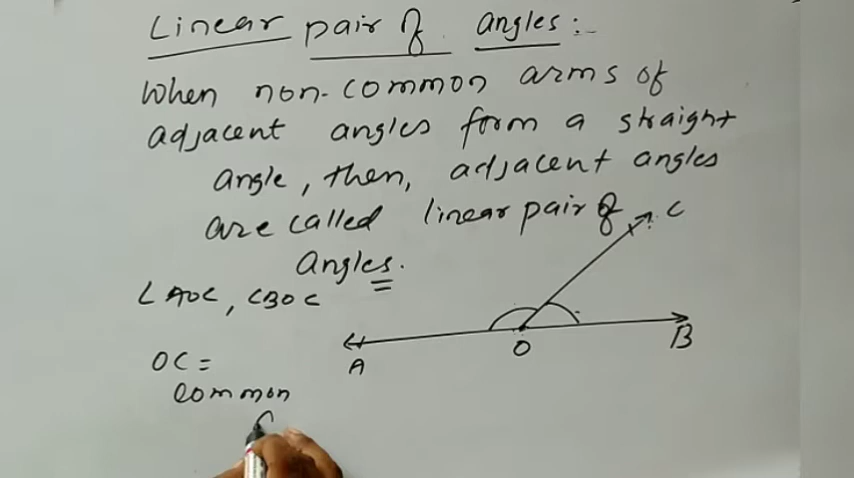 Linear pair of angles:-
When non-common arms of
adjacent angles form a straight
angle, then, adjacent angles
are called linear pair of
angles.
C
∠AOC, ∠BOC
A
O
B
OC =
common